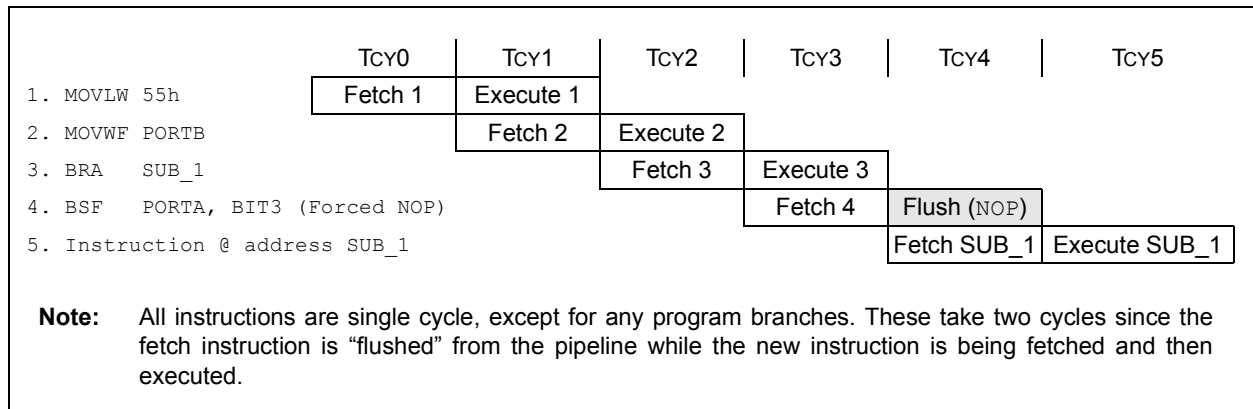 TCY0 TCY1 TCY2 TCY3 TCY4 TCY5
1. MOVLW 55h Fetch 1 Execute 1
2. MOVWF PORTB Fetch 2 Execute 2
3. BRA SUB_1 Fetch 3 Execute 3
4. BSF PORTA, BIT3 (Forced NOP) Fetch 4 Flush (NOP)
5. Instruction @ address SUB_1 Fetch SUB_1 Execute SUB_1
Note: All instructions are single cycle, except for any program branches. These take two cycles since the
fetch instruction is “flushed” from the pipeline while the new instruction is being fetched and then
executed.